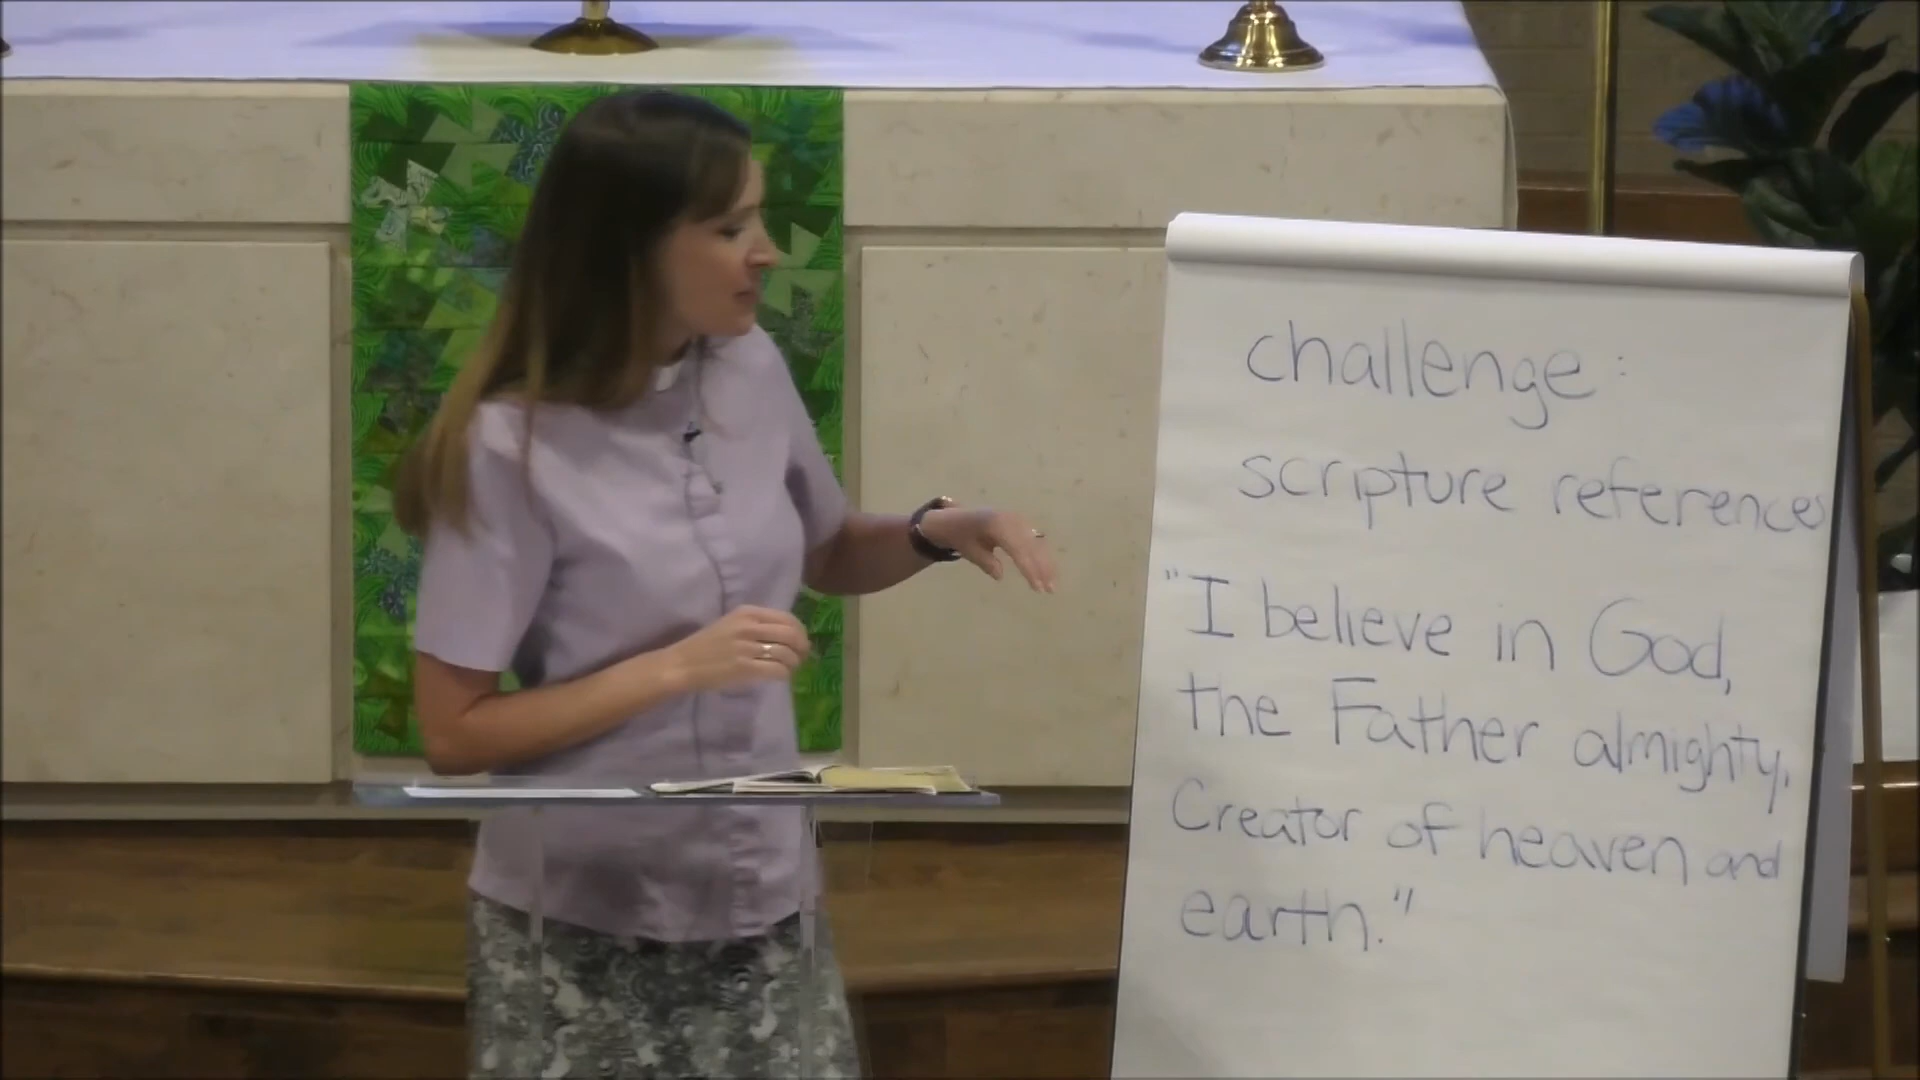 challenge:
scripture references
"I believe in God,
the Father almighty,
Creator of heaven and
earth."